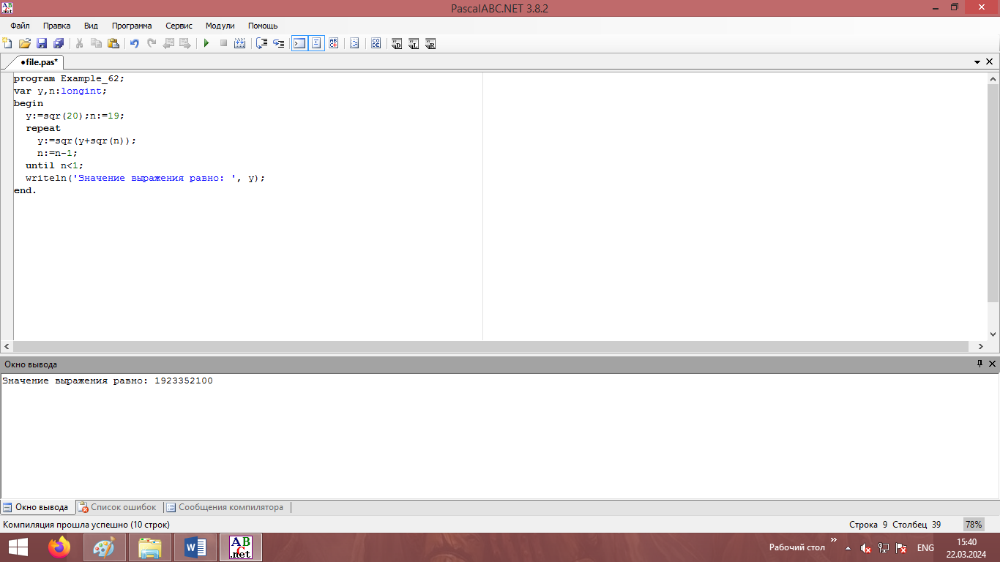 PascalABC.NET 3.8.2
Файл Правка Вид Программа Сервис Модули Помощь
•file.pas*
program Example_62;
var y,n:longint;
begin
y:=sqr(20);n:=19;
repeat
y:=sqr(y+sqr(n));
n:=n-1;
until n<1;
writeln('Значение выражения равно: ', y);
end.
Окно вывода
Значение выражения равно: 1923352100
Окно вывода Список ошибок Сообщения компилятора
Компиляция прошла успешно (10 строк) Строка 9 Столбец 39 78%
Рабочий стол ENG 15:40
22.03.2024